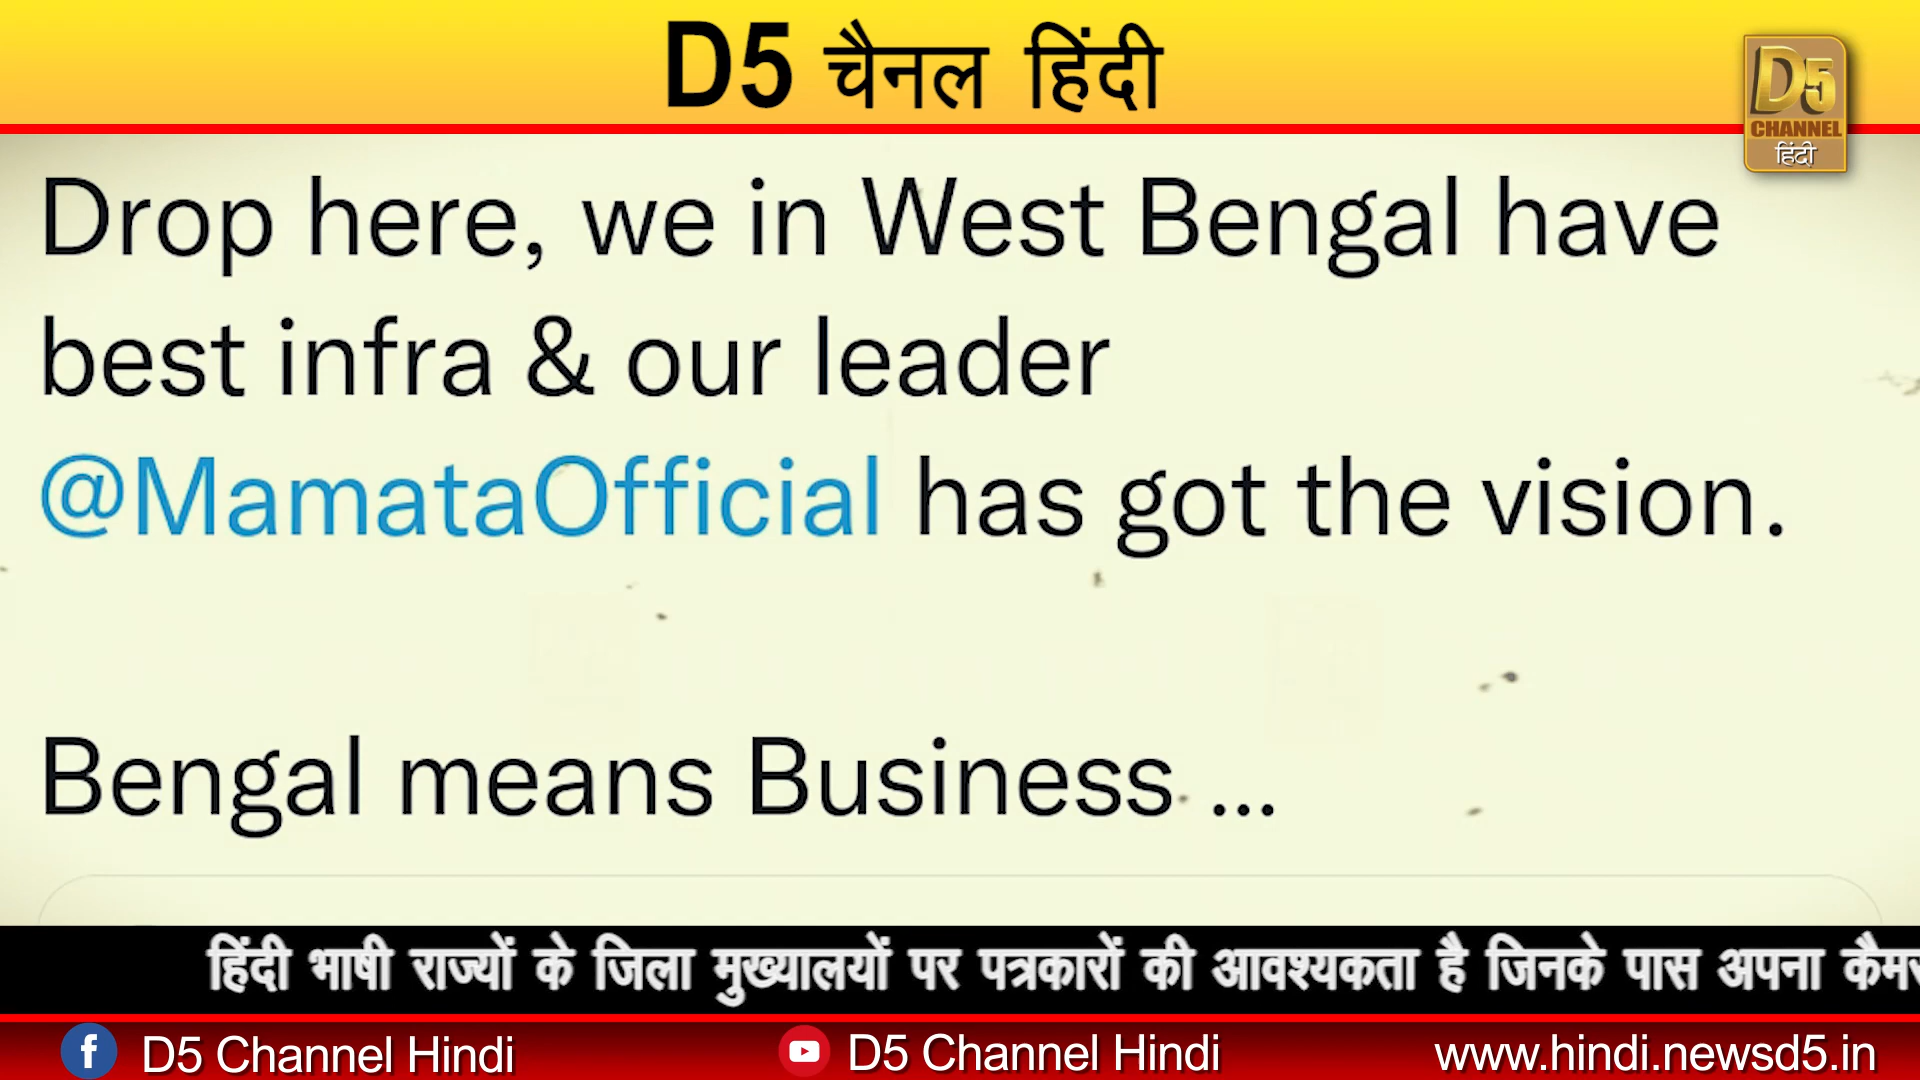 D5 चैनल हिंदी
D5
CHANNEL
हिंदी
Drop here, we in West Bengal have
best infra & our leader
@MamataOfficial has got the vision.
Bengal means Business ...
हिंदी भाषी राज्यों के जिला मुख्यालयों पर पत्रकारों की आवश्यकता है जिनके पास अपना
D5 Channel Hindi
D5 Channel Hindi
www.hindi.newsd5.in